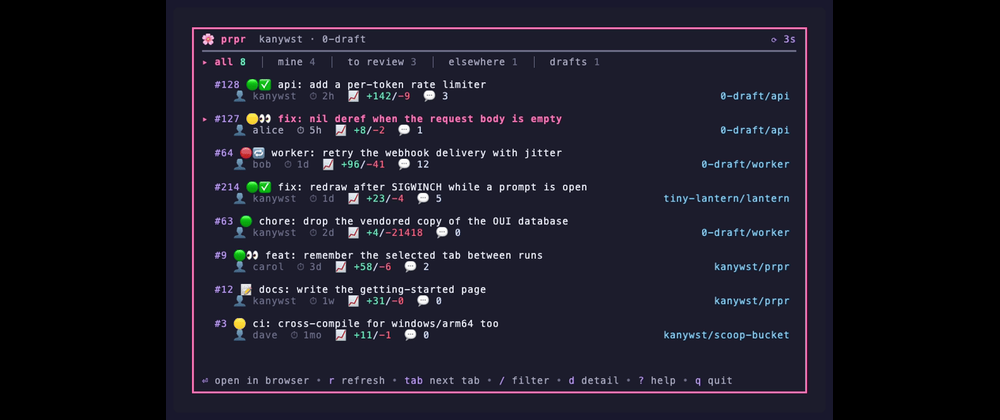 🌸 prpr kanywst · 0-draft ⟳ 3s
▸ all 8 │ mine 4 │ to review 3 │ elsewhere 1 │ drafts 1
#128 🟢✅ api: add a per-token rate limiter
👤 kanywst ⏱ 2h 📈 +142/-9 💬 3 0-draft/api
▸ #127 🟡👀 fix: nil deref when the request body is empty
👤 alice ⏱ 5h 📈 +8/-2 💬 1 0-draft/api
#64 🔴🔁 worker: retry the webhook delivery with jitter
👤 bob ⏱ 1d 📈 +96/-41 💬 12 0-draft/worker
#214 🟢✅ fix: redraw after SIGWINCH while a prompt is open
👤 kanywst ⏱ 1d 📈 +23/-4 💬 5 tiny-lantern/lantern
#63 🟢 chore: drop the vendored copy of the OUI database
👤 kanywst ⏱ 2d 📈 +4/-21418 💬 0 0-draft/worker
#9 🟢👀 feat: remember the selected tab between runs
👤 carol ⏱ 3d 📈 +58/-6 💬 2 kanywst/prpr
#12 📝 docs: write the getting-started page
👤 kanywst ⏱ 1w 📈 +31/-0 💬 0 kanywst/prpr
#3 🟡 ci: cross-compile for windows/arm64 too
👤 dave ⏱ 1mo 📈 +11/-1 💬 0 kanywst/scoop-bucket
⏎ open in browser • r refresh • tab next tab • / filter • d detail • ? help • q quit